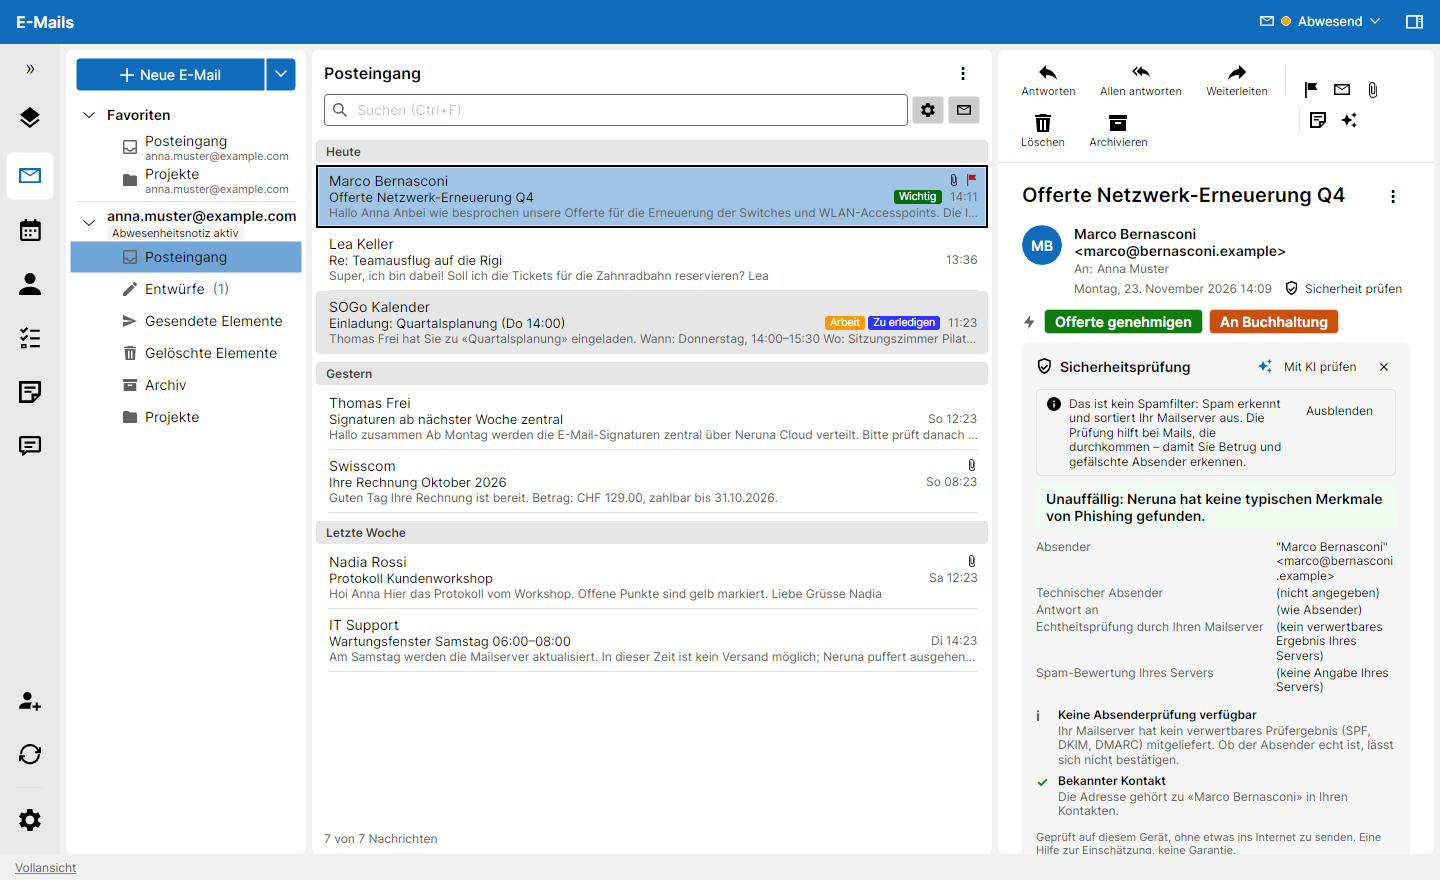 E-Mails
Abwesend
Neue E-Mail
Favoriten
Posteingang
anna.muster@example.com
Projekte
anna.muster@example.com
anna.muster@example.com
Abwesenheitsnotiz aktiv
Posteingang
Entwürfe (1)
Gesendete Elemente
Gelöschte Elemente
Archiv
Projekte
Posteingang
Suchen (Ctrl+F)
Heute
Marco Bernasconi
Offerte Netzwerk-Erneuerung Q4 Wichtig 14:11
Hallo Anna Anbei wie besprochen unsere Offerte für die Erneuerung der Switches und WLAN-Accesspoints. Die I...
Lea Keller
Re: Teamausflug auf die Rigi 13:36
Super, ich bin dabei! Soll ich die Tickets für die Zahnradbahn reservieren? Lea
SOGo Kalender
Einladung: Quartalsplanung (Do 14:00) Arbeit Zu erledigen 11:23
Thomas Frei hat Sie zu «Quartalsplanung» eingeladen. Wann: Donnerstag, 14:00–15:30 Wo: Sitzungszimmer Pilat...
Gestern
Thomas Frei
Signaturen ab nächster Woche zentral So 12:23
Hallo zusammen Ab Montag werden die E-Mail-Signaturen zentral über Neruna Cloud verteilt. Bitte prüft danach ...
Swisscom
Ihre Rechnung Oktober 2026 So 08:23
Guten Tag Ihre Rechnung ist bereit. Betrag: CHF 129.00, zahlbar bis 31.10.2026.
Letzte Woche
Nadia Rossi
Protokoll Kundenworkshop Sa 12:23
Hoi Anna Hier das Protokoll vom Workshop. Offene Punkte sind gelb markiert. Liebe Grüsse Nadia
IT Support
Wartungsfenster Samstag 06:00–08:00 Di 14:23
Am Samstag werden die Mailserver aktualisiert. In dieser Zeit ist kein Versand möglich; Neruna puffert ausgehen...
7 von 7 Nachrichten
Antworten
Allen antworten
Weiterleiten
Löschen
Archivieren
Offerte Netzwerk-Erneuerung Q4
MB
Marco Bernasconi
<marco@bernasconi.example>
An: Anna Muster
Montag, 23. November 2026 14:09 Sicherheit prüfen
Offerte genehmigen An Buchhaltung
Sicherheitsprüfung Mit KI prüfen
Das ist kein Spamfilter: Spam erkennt
und sortiert Ihr Mailserver aus. Die
Prüfung hilft bei Mails, die
durchkommen – damit Sie Betrug und
gefälschte Absender erkennen.
Ausblenden
Unauffällig: Neruna hat keine typischen Merkmale
von Phishing gefunden.
Absender "Marco Bernasconi"
<marco@bernasconi
.example>
Technischer Absender (nicht angegeben)
Antwort an (wie Absender)
Echtheitsprüfung durch Ihren Mailserver (kein verwertbares
Ergebnis Ihres
Servers)
Spam-Bewertung Ihres Servers (keine Angabe Ihres
Servers)
Keine Absenderprüfung verfügbar
Ihr Mailserver hat kein verwertbares Prüfergebnis (SPF,
DKIM, DMARC) mitgeliefert. Ob der Absender echt ist, lässt
sich nicht bestätigen.
Bekannter Kontakt
Die Adresse gehört zu «Marco Bernasconi» in Ihren
Kontakten.
Geprüft auf diesem Gerät, ohne etwas ins Internet zu senden. Eine
Hilfe zur Einschätzung, keine Garantie.
Vollansicht